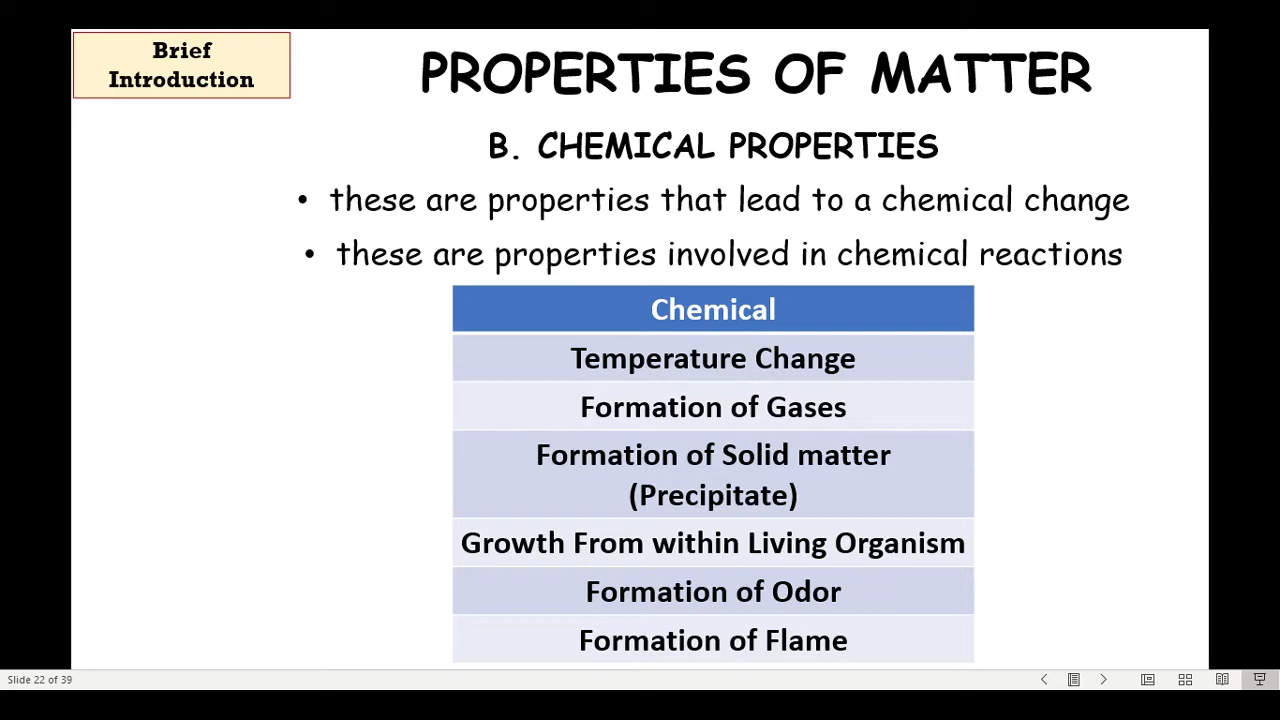 Brief
Introduction
PROPERTIES OF MATTER
B. CHEMICAL PROPERTIES
• these are properties that lead to a chemical change
• these are properties involved in chemical reactions
Chemical
Temperature Change
Formation of Gases
Formation of Solid matter
(Precipitate)
Growth From within Living Organism
Formation of Odor
Formation of Flame
Slide 22 of 39